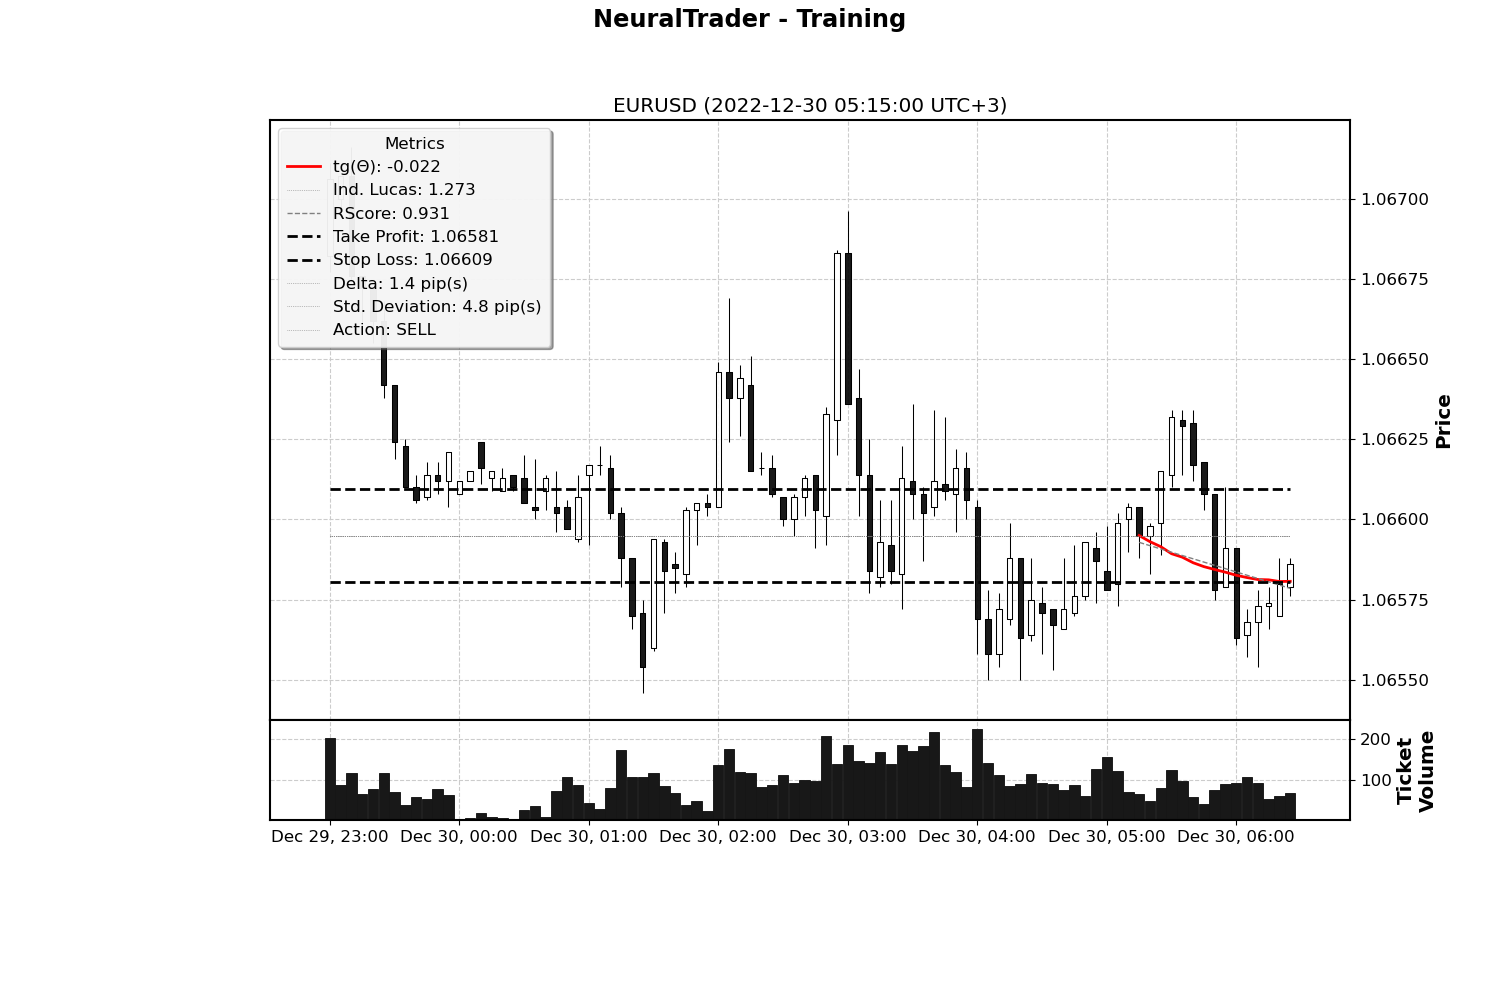 NeuralTrader - Training
EURUSD (2022-12-30 05:15:00 UTC+3)
Metrics
tg(Θ): -0.022
Ind. Lucas: 1.273
RScore: 0.931
Take Profit: 1.06581
Stop Loss: 1.06609
Delta: 1.4 pip(s)
Std. Deviation: 4.8 pip(s)
Action: SELL
1.06700
1.06675
1.06650
1.06625
1.06600
1.06575
1.06550
Price
200
100
Ticket
Volume
Dec 29, 23:00 Dec 30, 00:00 Dec 30, 01:00 Dec 30, 02:00 Dec 30, 03:00 Dec 30, 04:00 Dec 30, 05:00 Dec 30, 06:00